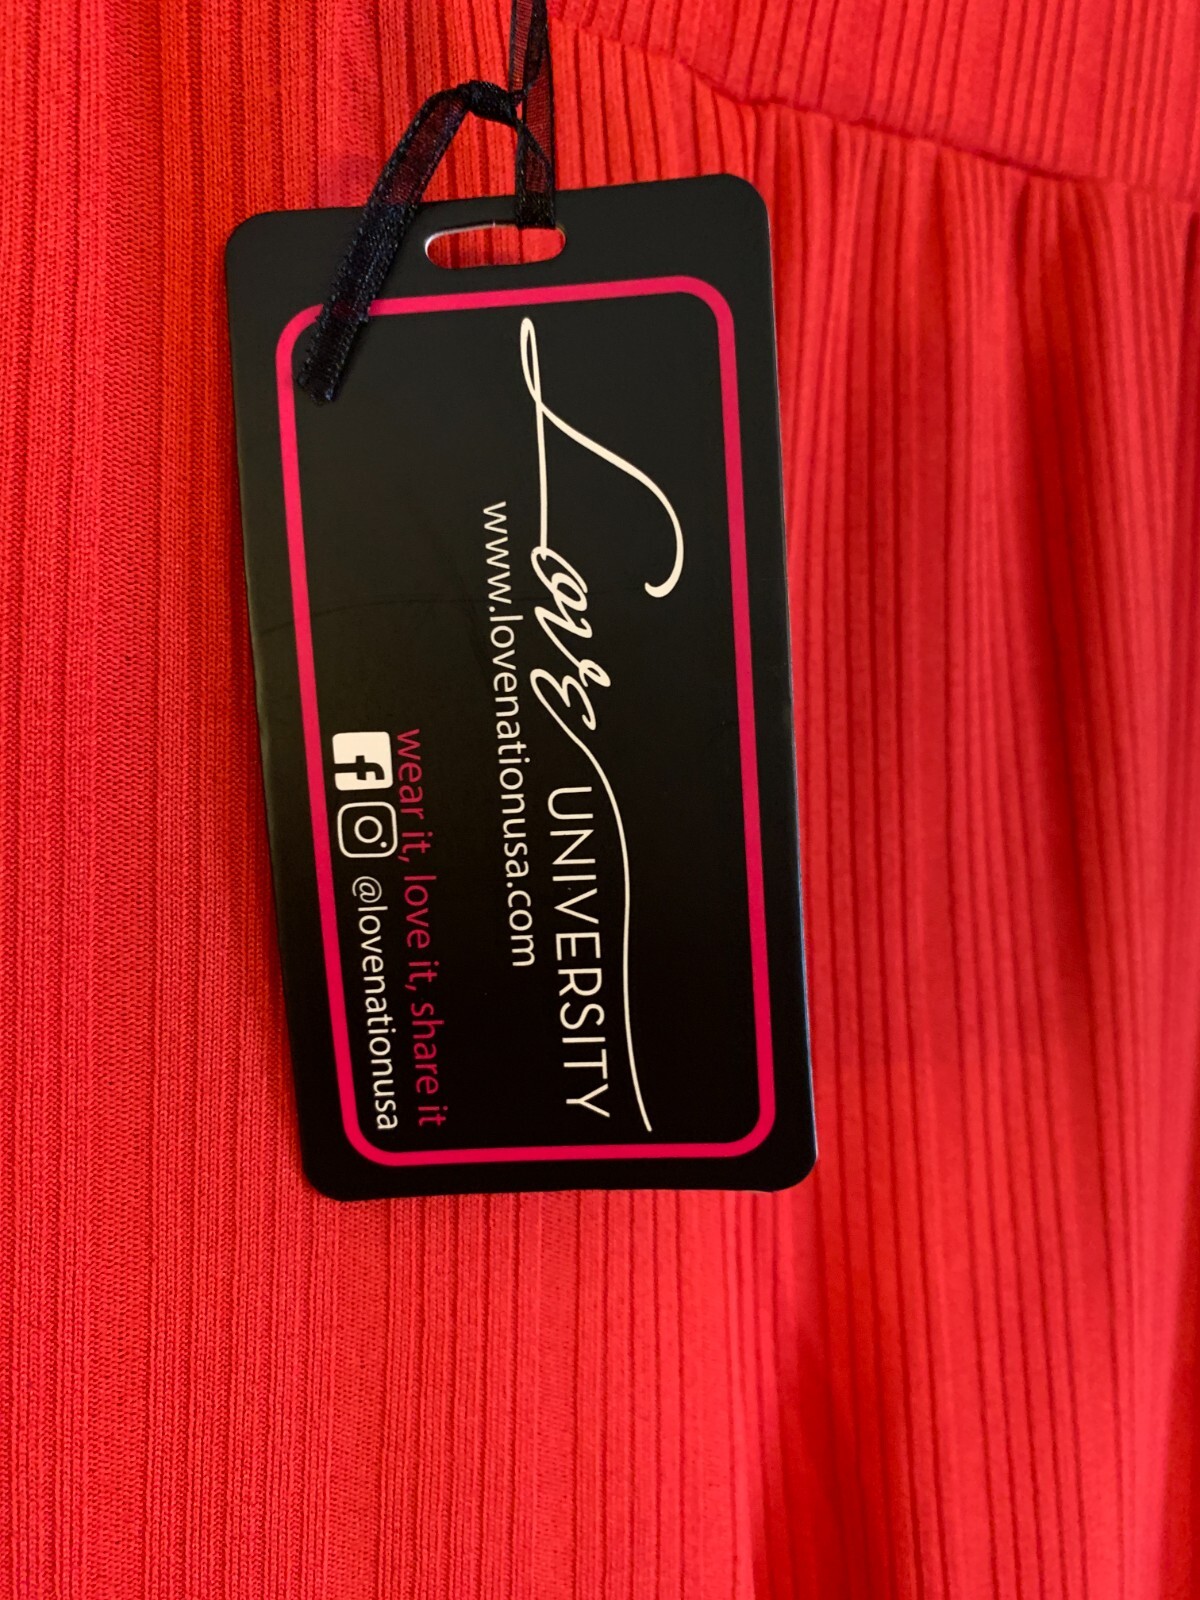 Love UNIVERSITY
www.lovenationusa.com
wear it, love it, share it
@lovenationusa